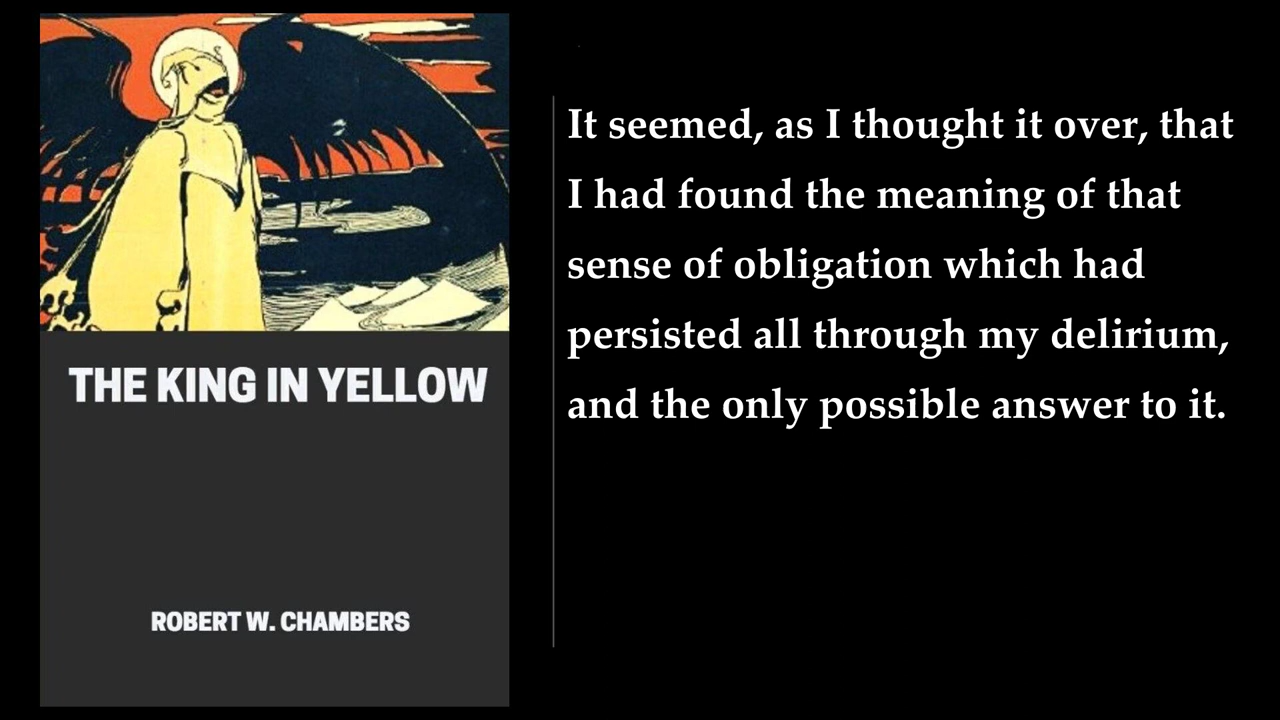 THE KING IN YELLOW
ROBERT W. CHAMBERS
It seemed, as I thought it over, that
I had found the meaning of that
sense of obligation which had
persisted all through my delirium,
and the only possible answer to it.